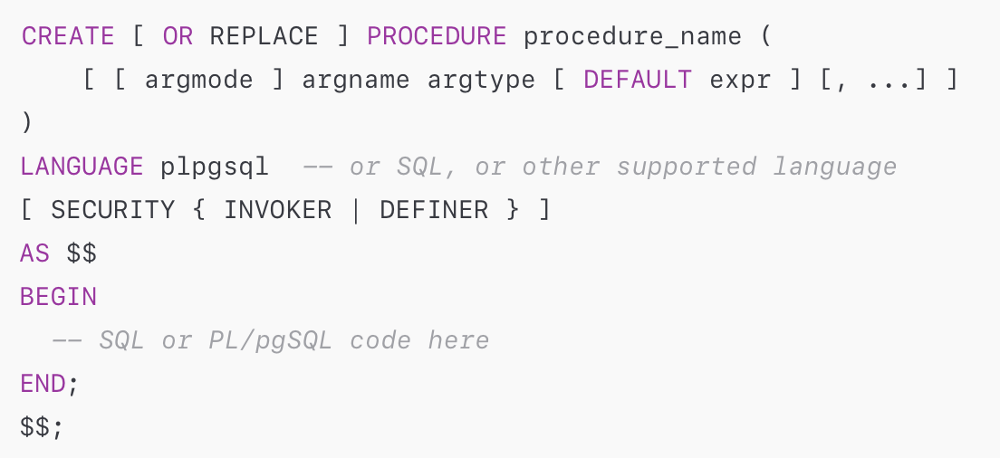 CREATE [ OR REPLACE ] PROCEDURE procedure_name (
    [ [ argmode ] argname argtype [ DEFAULT expr ] [, ...] ]
)
LANGUAGE plpgsql  -- or SQL, or other supported language
[ SECURITY { INVOKER | DEFINER } ]
AS $$
BEGIN
  -- SQL or PL/pgSQL code here
END;
$$;